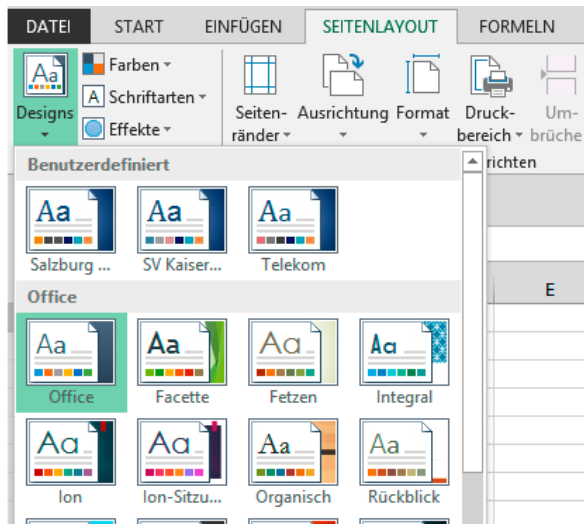 DATEI START EINFÜGEN SEITENLAYOUT FORMELN
Designs
Farben
Schriftarten
Effekte
Seiten-
ränder
Ausrichtung
Format
Druck-
bereich
Um-
brüche
richten
Benutzerdefiniert
Aa Aa Aa
Salzburg ... SV Kaiser... Telekom
Office
E
Aa Aa Aa Aa
Office Facette Fetzen Integral
Aa Aa Aa Aa
Ion Ion-Sitzu... Organisch Rückblick